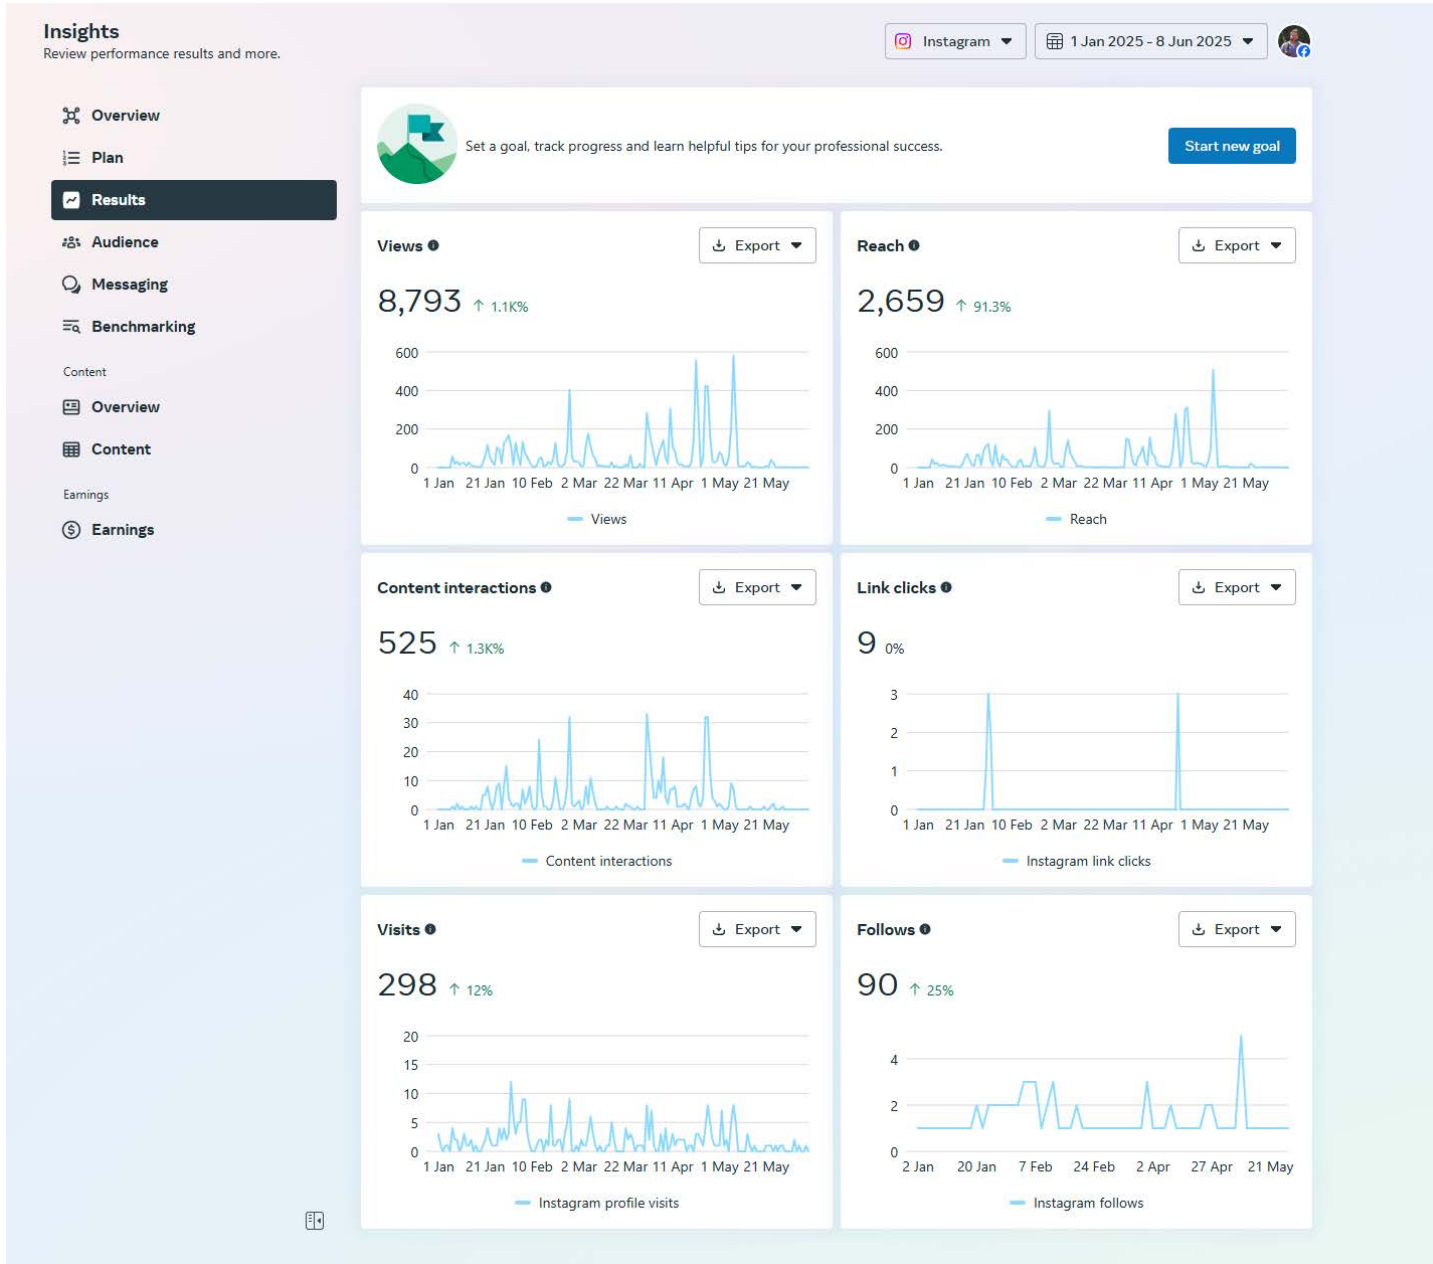 Insights
Review performance results and more.
Instagram
1 Jan 2025 - 8 Jun 2025
Overview
Plan
Results
Audience
Messaging
Benchmarking
Content
Overview
Content
Earnings
Earnings
Set a goal, track progress and learn helpful tips for your professional success.
Start new goal
Views
Export
8,793 ↑ 1.1K%
600
400
200
0
1 Jan 21 Jan 10 Feb 2 Mar 22 Mar 11 Apr 1 May 21 May
Views
Reach
Export
2,659 ↑ 91.3%
600
400
200
0
1 Jan 21 Jan 10 Feb 2 Mar 22 Mar 11 Apr 1 May 21 May
Reach
Content interactions
Export
525 ↑ 1.3K%
40
30
20
10
0
1 Jan 21 Jan 10 Feb 2 Mar 22 Mar 11 Apr 1 May 21 May
Content interactions
Link clicks
Export
9 0%
3
2
1
0
1 Jan 21 Jan 10 Feb 2 Mar 22 Mar 11 Apr 1 May 21 May
Instagram link clicks
Visits
Export
298 ↑ 12%
20
15
10
5
0
1 Jan 21 Jan 10 Feb 2 Mar 22 Mar 11 Apr 1 May 21 May
Instagram profile visits
Follows
Export
90 ↑ 25%
4
2
0
2 Jan 20 Jan 7 Feb 24 Feb 2 Apr 27 Apr 21 May
Instagram follows